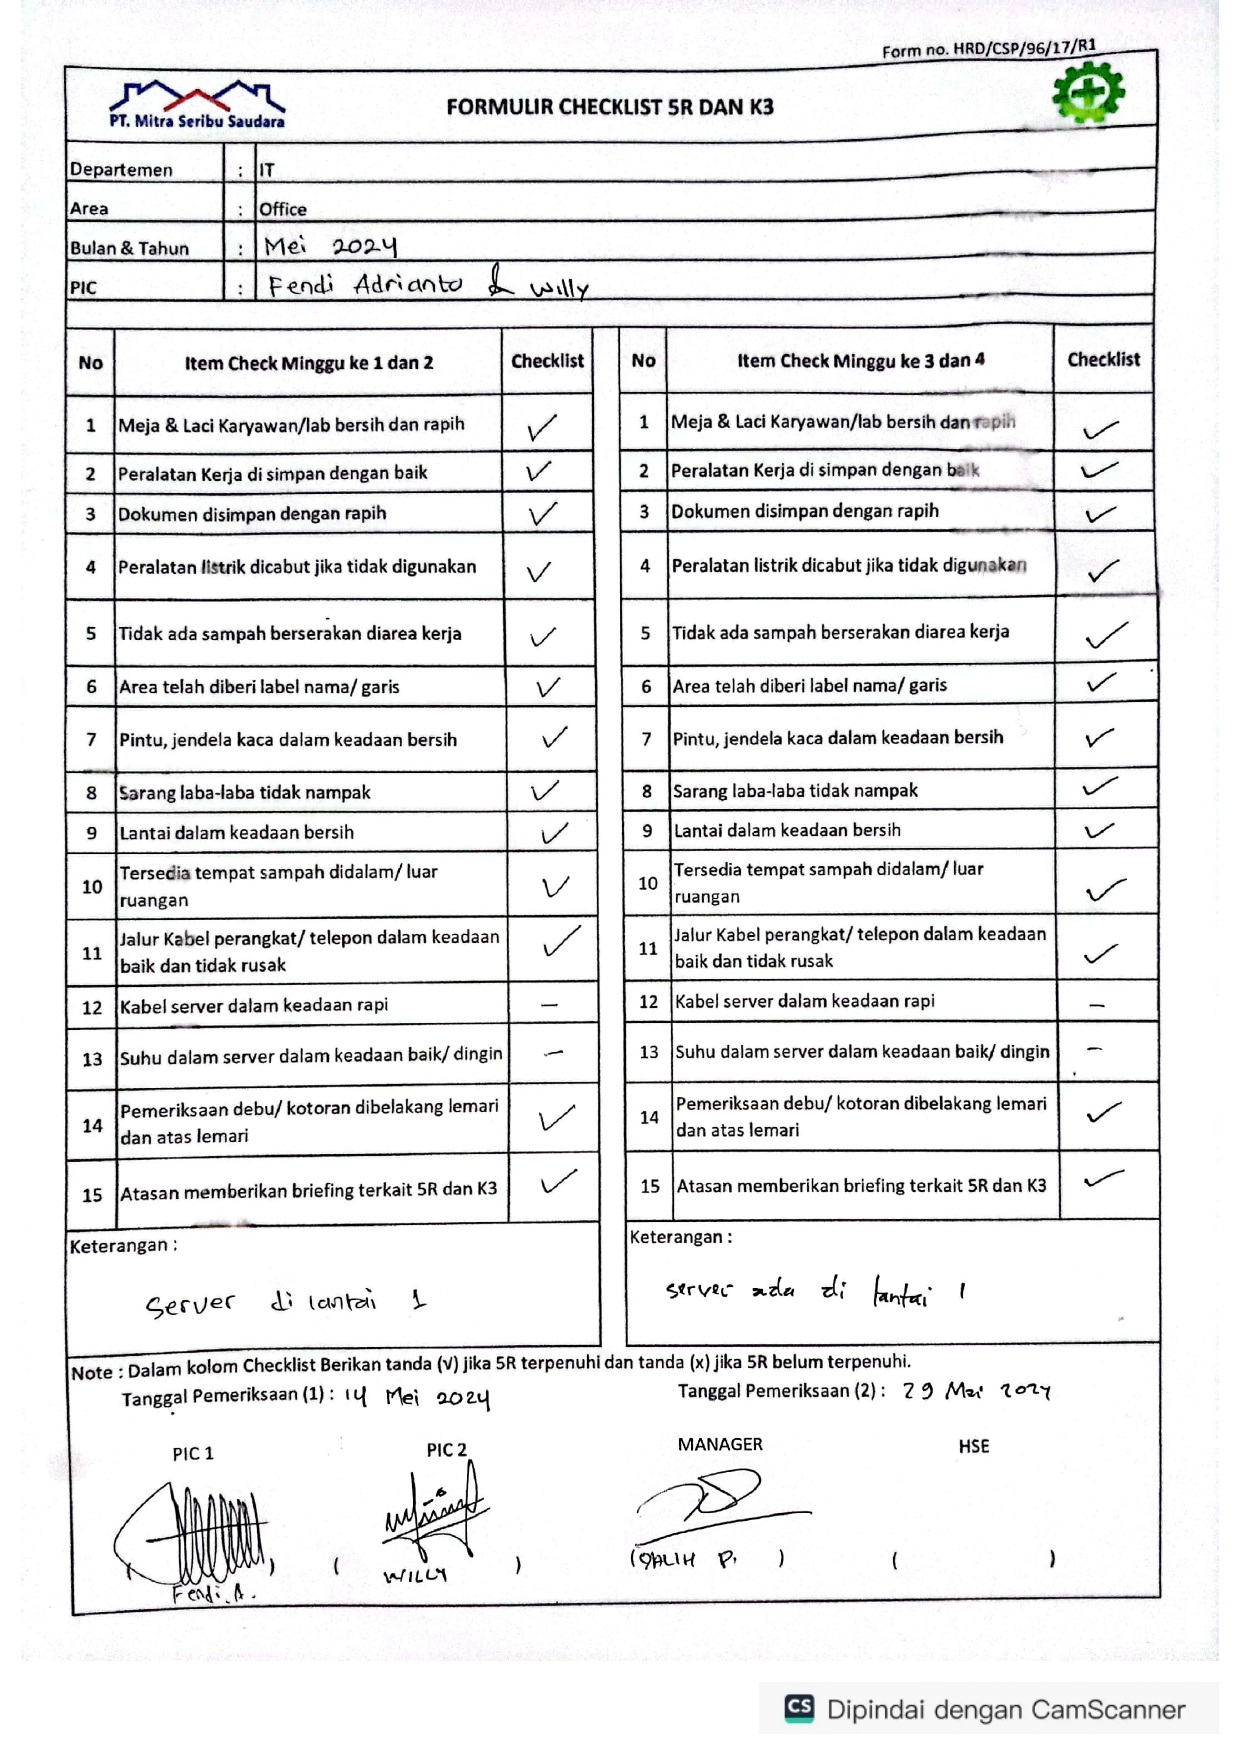 Form no. HRD/CSP/96/17/R1
PT. Mitra Seribu Saudara
FORMULIR CHECKLIST 5R DAN K3
Departemen : IT
Area : Office
Bulan & Tahun : Mei 2024
PIC : Fendi Adrianto & Willy
No Item Check Minggu ke 1 dan 2 Checklist
1 Meja & Laci Karyawan/lab bersih dan rapih ✓
2 Peralatan Kerja di simpan dengan baik ✓
3 Dokumen disimpan dengan rapih ✓
4 Peralatan listrik dicabut jika tidak digunakan ✓
5 Tidak ada sampah berserakan diarea kerja ✓
6 Area telah diberi label nama/ garis ✓
7 Pintu, jendela kaca dalam keadaan bersih ✓
8 Sarang laba-laba tidak nampak ✓
9 Lantai dalam keadaan bersih ✓
10 Tersedia tempat sampah didalam/ luar
ruangan ✓
11 Jalur Kabel perangkat/ telepon dalam keadaan
baik dan tidak rusak ✓
12 Kabel server dalam keadaan rapi –
13 Suhu dalam server dalam keadaan baik/ dingin –
14 Pemeriksaan debu/ kotoran dibelakang lemari
dan atas lemari ✓
15 Atasan memberikan briefing terkait 5R dan K3 ✓
Keterangan :
Server di lantai 1
No Item Check Minggu ke 3 dan 4 Checklist
1 Meja & Laci Karyawan/lab bersih dan rapih ✓
2 Peralatan Kerja di simpan dengan baik ✓
3 Dokumen disimpan dengan rapih ✓
4 Peralatan listrik dicabut jika tidak digunakan ✓
5 Tidak ada sampah berserakan diarea kerja ✓
6 Area telah diberi label nama/ garis ✓
7 Pintu, jendela kaca dalam keadaan bersih ✓
8 Sarang laba-laba tidak nampak ✓
9 Lantai dalam keadaan bersih ✓
10 Tersedia tempat sampah didalam/ luar
ruangan ✓
11 Jalur Kabel perangkat/ telepon dalam keadaan
baik dan tidak rusak ✓
12 Kabel server dalam keadaan rapi –
13 Suhu dalam server dalam keadaan baik/ dingin –
14 Pemeriksaan debu/ kotoran dibelakang lemari
dan atas lemari ✓
15 Atasan memberikan briefing terkait 5R dan K3 ✓
Keterangan :
server ada di lantai 1
Note : Dalam kolom Checklist Berikan tanda (√) jika 5R terpenuhi dan tanda (x) jika 5R belum terpenuhi.
Tanggal Pemeriksaan (1) : 14 Mei 2024
Tanggal Pemeriksaan (2) : 29 Mei 2024
PIC 1 PIC 2 MANAGER HSE
Fendi. A. ( WILLY ) (GALIH P. ) ( )
CS Dipindai dengan CamScanner